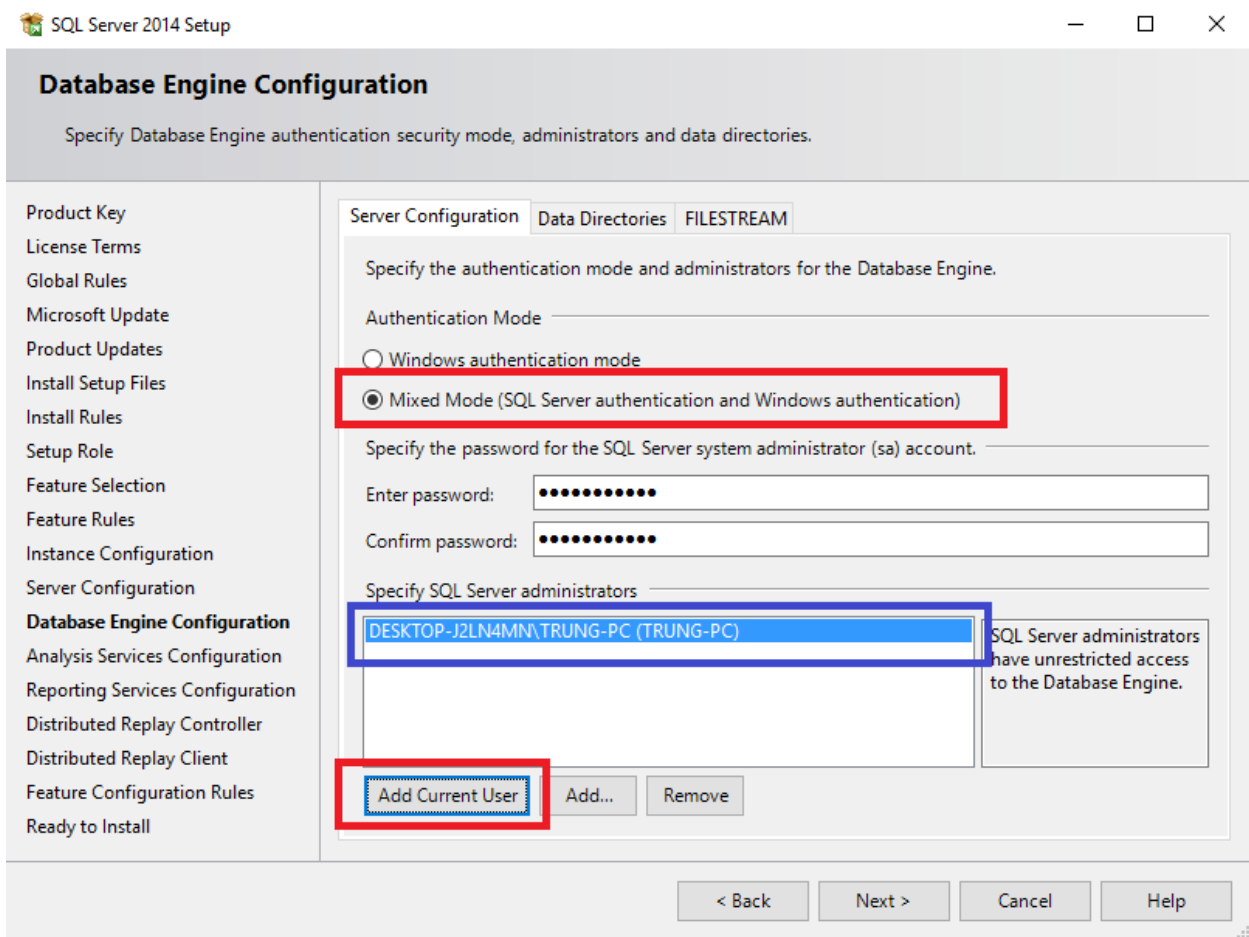 SQL Server 2014 Setup
Database Engine Configuration
Specify Database Engine authentication security mode, administrators and data directories.
Product Key
License Terms
Global Rules
Microsoft Update
Product Updates
Install Setup Files
Install Rules
Setup Role
Feature Selection
Feature Rules
Instance Configuration
Server Configuration
Database Engine Configuration
Analysis Services Configuration
Reporting Services Configuration
Distributed Replay Controller
Distributed Replay Client
Feature Configuration Rules
Ready to Install
Server Configuration Data Directories FILESTREAM
Specify the authentication mode and administrators for the Database Engine.
Authentication Mode
Windows authentication mode
Mixed Mode (SQL Server authentication and Windows authentication)
Specify the password for the SQL Server system administrator (sa) account.
Enter password: ●●●●●●●●●●●
Confirm password: ●●●●●●●●●●●
Specify SQL Server administrators
DESKTOP-J2LN4MN\TRUNG-PC (TRUNG-PC)
SQL Server administrators
have unrestricted access
to the Database Engine.
Add Current User Add... Remove
< Back Next > Cancel Help